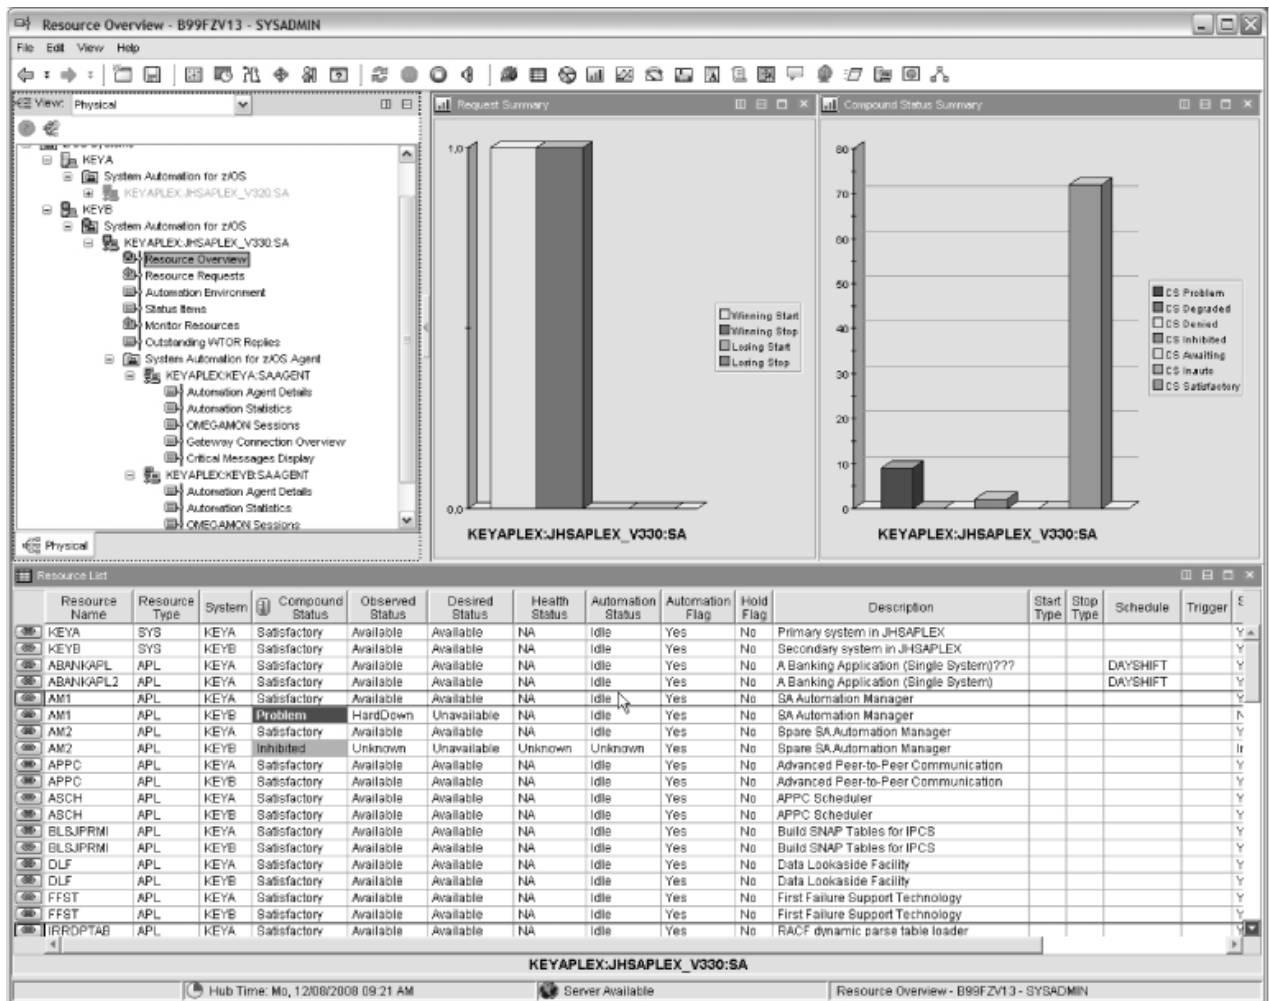 Resource Overview - B99FZV13 - SYSADMIN
File Edit View Help
View: Physical
KEYA
System Automation for z/OS
KEYAPLEX:JHSAPLEX_V320:SA
KEYB
System Automation for z/OS
KEYAPLEX:JHSAPLEX_V330:SA
Resource Overview
Resource Requests
Automation Environment
Status Items
Monitor Resources
Outstanding WTOR Replies
System Automation for z/OS Agent
KEYAPLEX:KEYA:SAAGENT
Automation Agent Details
Automation Statistics
OMEGAMON Sessions
Gateway Connection Overview
Critical Messages Display
KEYAPLEX:KEYB:SAAGENT
Automation Agent Details
Automation Statistics
OMEGAMON Sessions
Physical
Request Summary
1,0
0,0
Winning Start
Winning Stop
Losing Start
Losing Stop
KEYAPLEX:JHSAPLEX_V330:SA
Compound Status Summary
80
70
60
50
40
30
20
10
0
CS Problem
CS Degraded
CS Denied
CS Inhibited
CS Awaiting
CS Inauto
CS Satisfactory
KEYAPLEX:JHSAPLEX_V330:SA
Resource List
Resource Name Resource Type System Compound Status Observed Status Desired Status Health Status Automation Status Automation Flag Hold Flag Description Start Type Stop Type Schedule Trigger
KEYA SYS KEYA Satisfactory Available Available NA Idle Yes No Primary system in JHSAPLEX
KEYB SYS KEYB Satisfactory Available Available NA Idle Yes No Secondary system in JHSAPLEX
ABANKAPL APL KEYA Satisfactory Available Available NA Idle Yes No A Banking Application (Single System)??? DAYSHIFT
ABANKAPL2 APL KEYA Satisfactory Available Available NA Idle Yes No A Banking Application (Single System) DAYSHIFT
AM1 APL KEYA Satisfactory Available Available NA Idle Yes No SA Automation Manager
AM1 APL KEYB Problem HardDown Unavailable NA Idle Yes No SA Automation Manager
AM2 APL KEYA Satisfactory Available Available NA Idle Yes No Spare SA Automation Manager
AM2 APL KEYB Inhibited Unknown Unavailable Unknown Unknown Yes No Spare SA Automation Manager
APPC APL KEYA Satisfactory Available Available NA Idle Yes No Advanced Peer-to-Peer Communication
APPC APL KEYB Satisfactory Available Available NA Idle Yes No Advanced Peer-to-Peer Communication
ASCH APL KEYA Satisfactory Available Available NA Idle Yes No APPC Scheduler
ASCH APL KEYB Satisfactory Available Available NA Idle Yes No APPC Scheduler
BLSJPRMI APL KEYA Satisfactory Available Available NA Idle Yes No Build SNAP Tables for IPCS
BLSJPRMI APL KEYB Satisfactory Available Available NA Idle Yes No Build SNAP Tables for IPCS
DLF APL KEYA Satisfactory Available Available NA Idle Yes No Data Lookaside Facility
DLF APL KEYB Satisfactory Available Available NA Idle Yes No Data Lookaside Facility
FFST APL KEYA Satisfactory Available Available NA Idle Yes No First Failure Support Technology
FFST APL KEYB Satisfactory Available Available NA Idle Yes No First Failure Support Technology
IRRDPTAB APL KEYA Satisfactory Available Available NA Idle Yes No RACF dynamic parse table loader
KEYAPLEX:JHSAPLEX_V330:SA
Hub Time: Mo, 12/08/2008 09:21 AM Server Available Resource Overview - B99FZV13 - SYSADMIN